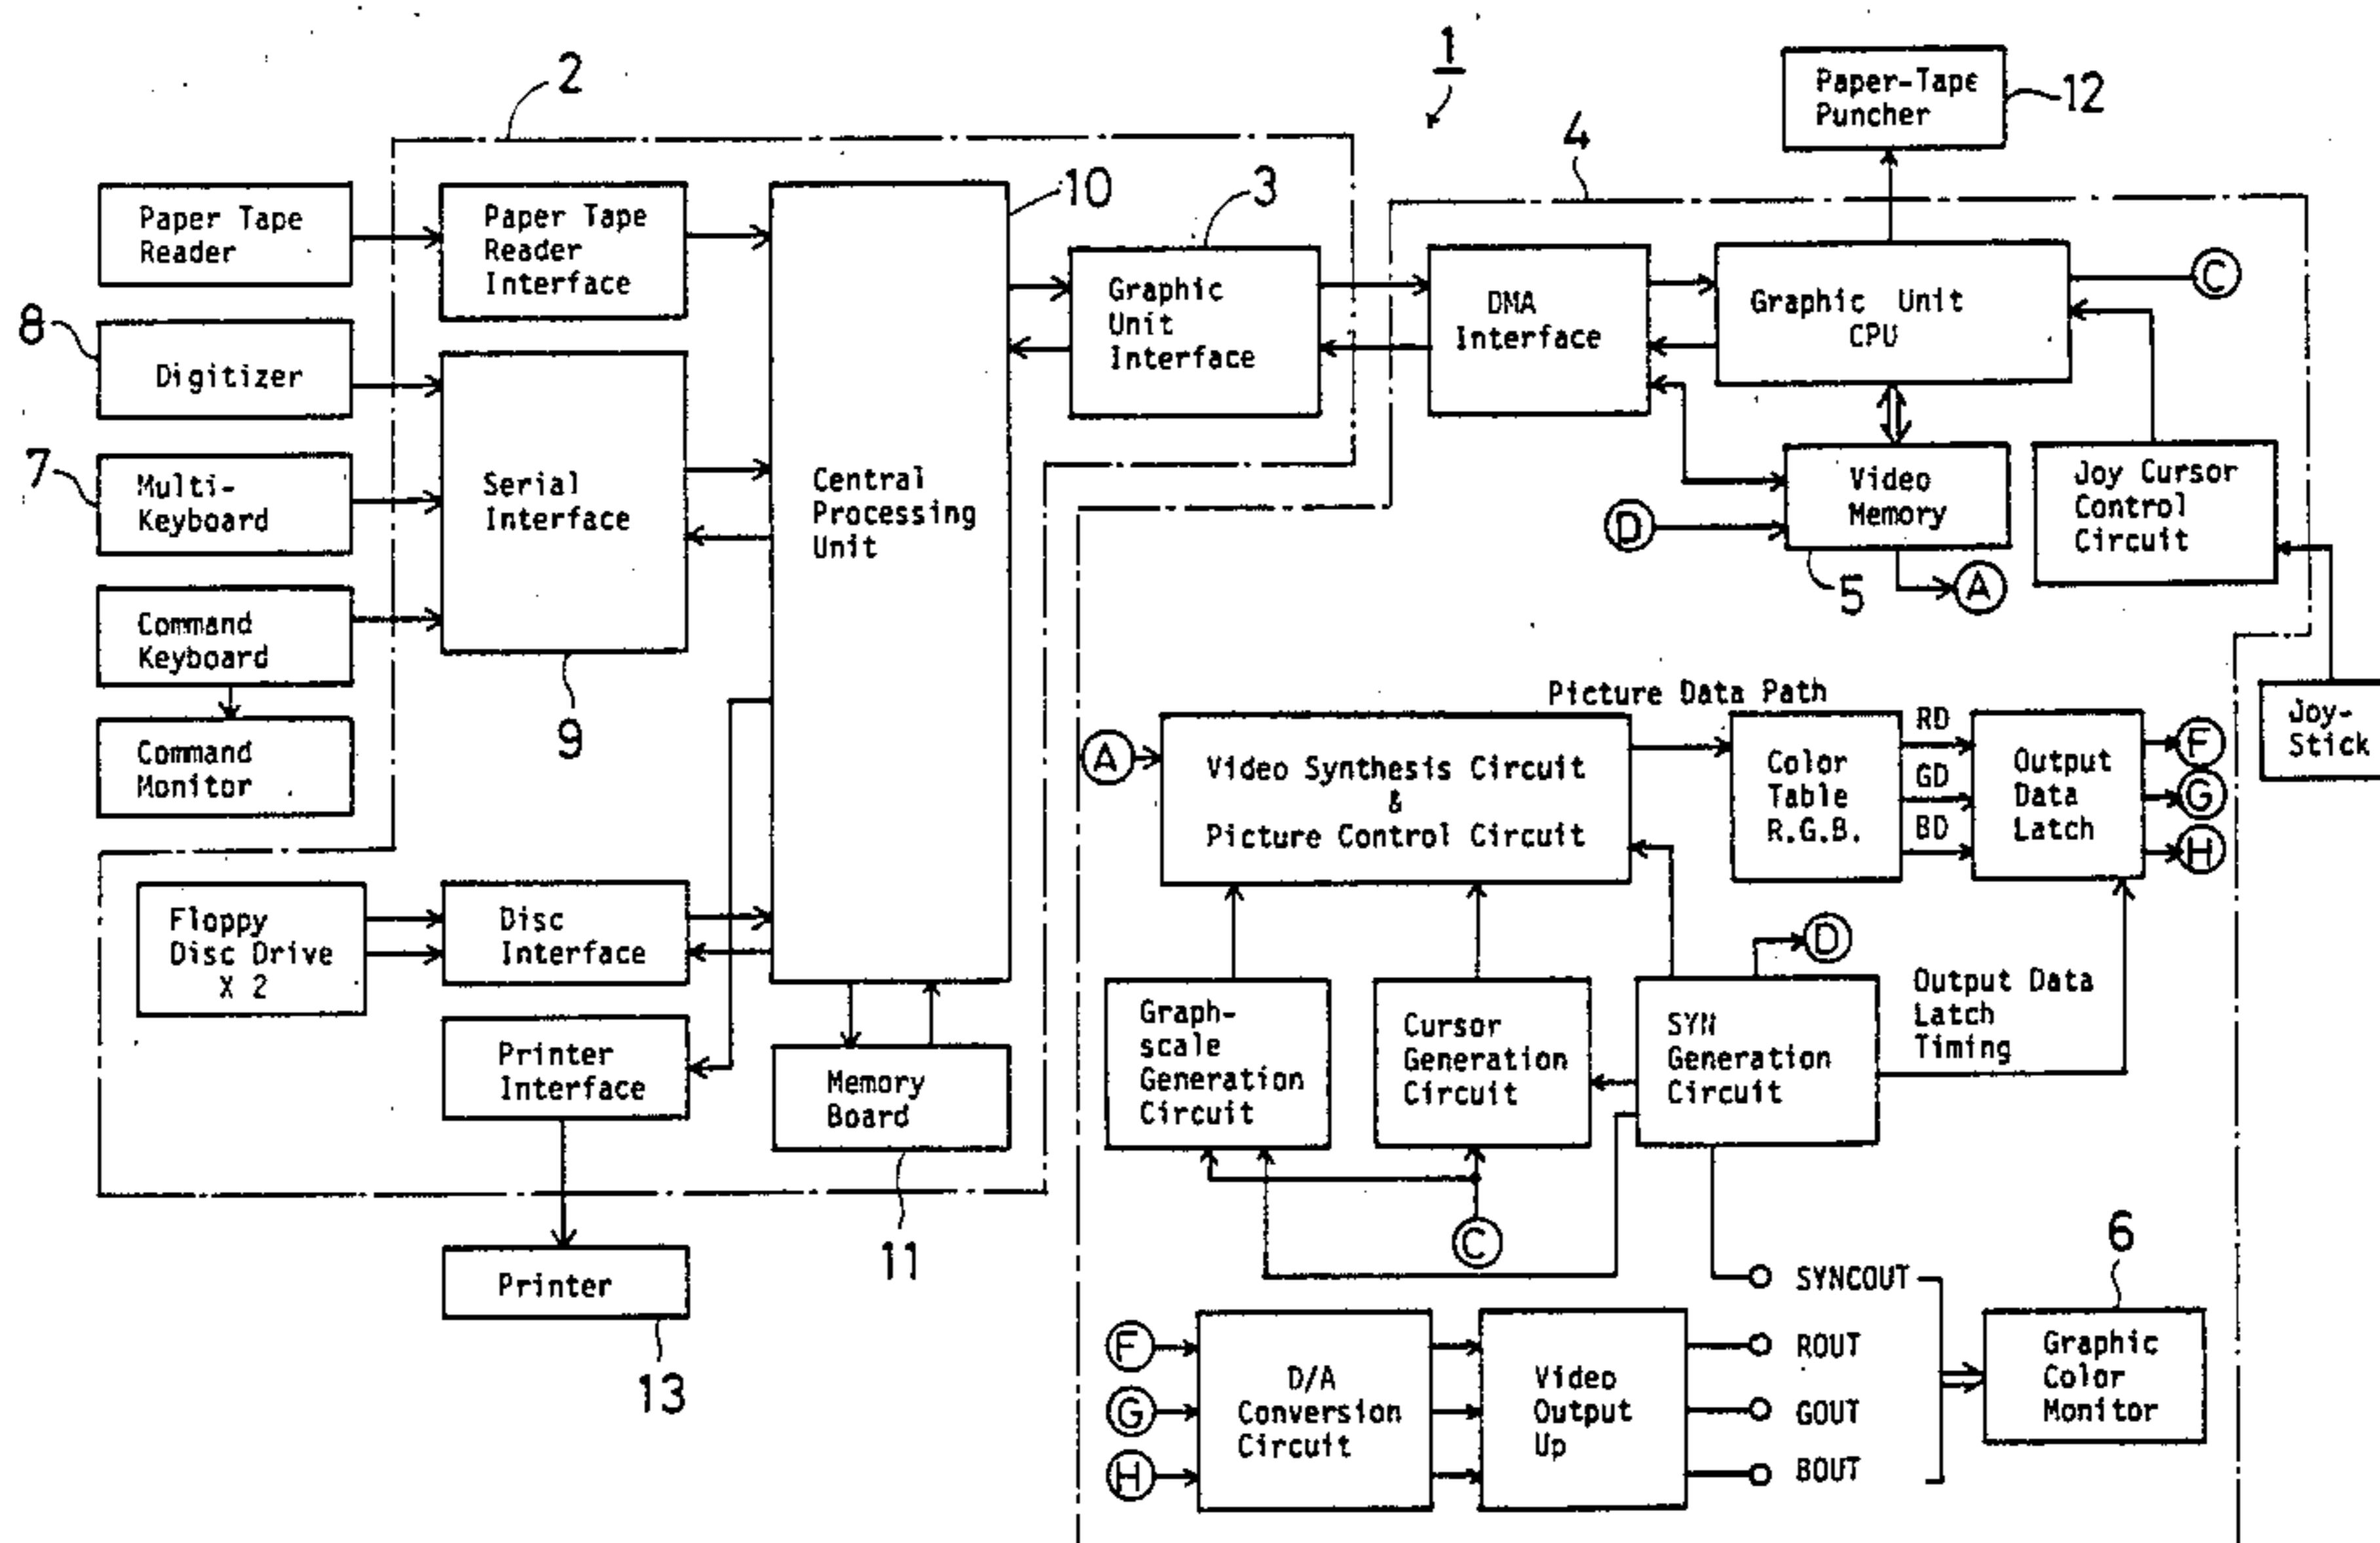 1
2
Paper-Tape
Puncher
12
4
10
3
Paper Tape
Reader
Paper Tape
Reader
Interface
Graphic
Unit
Interface
DMA
Interface
Graphic Unit
CPU
C
8
Digitizer
7
Multi-
Keyboard
Serial
Interface
Central
Processing
Unit
Video
Memory
Joy Cursor
Control
Circuit
D
5
A
Command
Keyboard
9
Command
Monitor
Picture Data Path
A
Video Synthesis Circuit
&
Picture Control Circuit
Color
Table
R.G.B.
RD
GD
BD
Output
Data
Latch
F
G
H
Joy-
Stick
Floppy
Disc Drive
X 2
Disc
Interface
D
Output Data
Latch
Timing
Graph-
scale
Generation
Circuit
Cursor
Generation
Circuit
SYN
Generation
Circuit
Printer
Interface
Memory
Board
11
C
Printer
13
SYNCOUT
6
F
G
H
D/A
Conversion
Circuit
Video
Output
Up
ROUT
GOUT
BOUT
Graphic
Color
Monitor